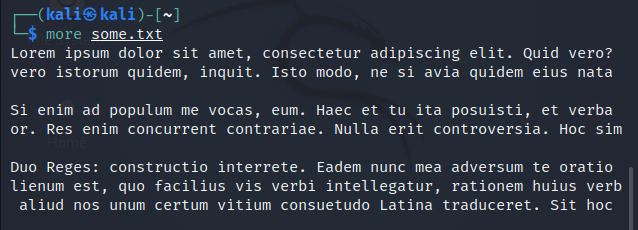 ┌──(kali㉿kali)-[~]
└─$ more some.txt
Lorem ipsum dolor sit amet, consectetur adipiscing elit. Quid vero?
vero istorum quidem, inquit. Isto modo, ne si avia quidem eius nata
Si enim ad populum me vocas, eum. Haec et tu ita posuisti, et verba
or. Res enim concurrent contrariae. Nulla erit controversia. Hoc sim
Duo Reges: constructio interrete. Eadem nunc mea adversum te oratio
lienum est, quo facilius vis verbi intellegatur, rationem huius verb
aliud nos unum certum vitium consuetudo Latina traduceret. Sit hoc
Home